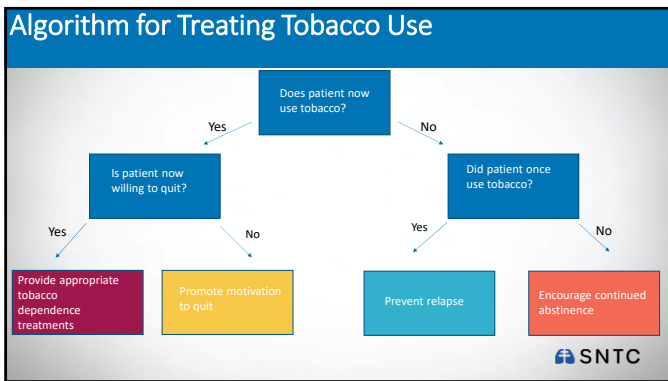 Algorithm for Treating Tobacco Use
Does patient now
use tobacco?
Yes
No
Is patient now
willing to quit?
Did patient once
use tobacco?
Yes
No
Yes
No
Provide appropriate
tobacco
dependence
treatments
Promote motivation
to quit
Prevent relapse
Encourage continued
abstinence
SNTC